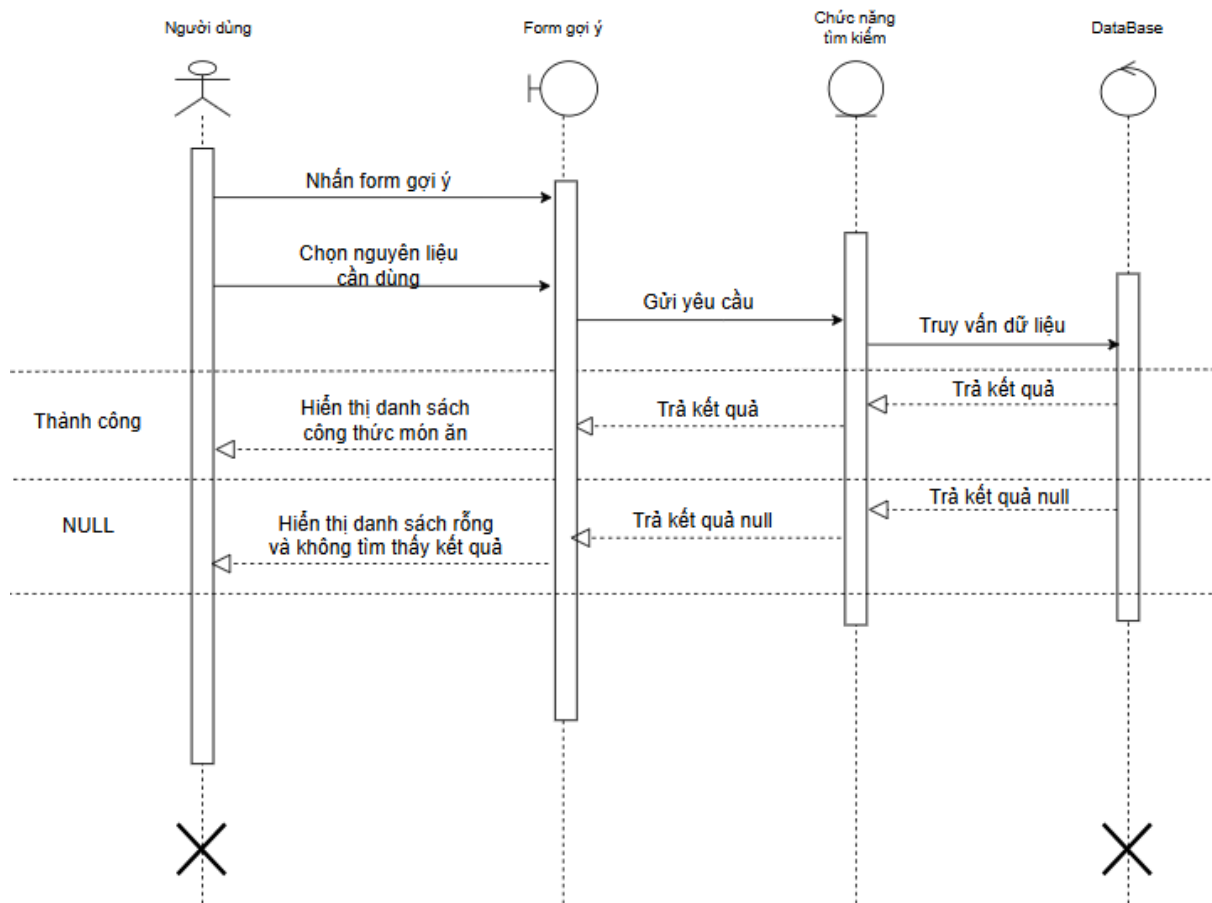 Người dùng
Form gợi ý
Chức năng
tìm kiếm
DataBase
Nhấn form gợi ý
Chọn nguyên liệu
cần dùng
Gửi yêu cầu
Truy vấn dữ liệu
Thành công
Hiển thị danh sách
công thức món ăn
Trả kết quả
Trả kết quả
NULL
Hiển thị danh sách rỗng
và không tìm thấy kết quả
Trả kết quả null
Trả kết quả null